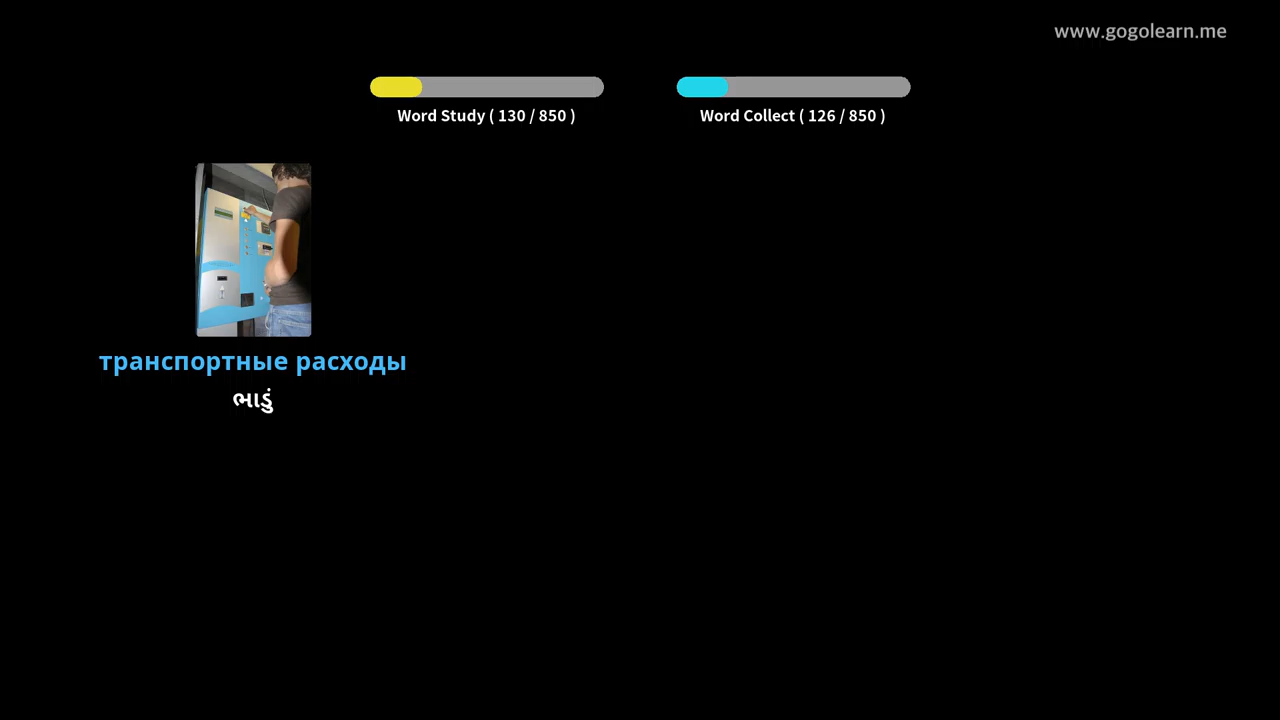 www.gogolearn.me
Word Study ( 130 / 850 )
Word Collect ( 126 / 850 )
транспортные расходы
ભાડું